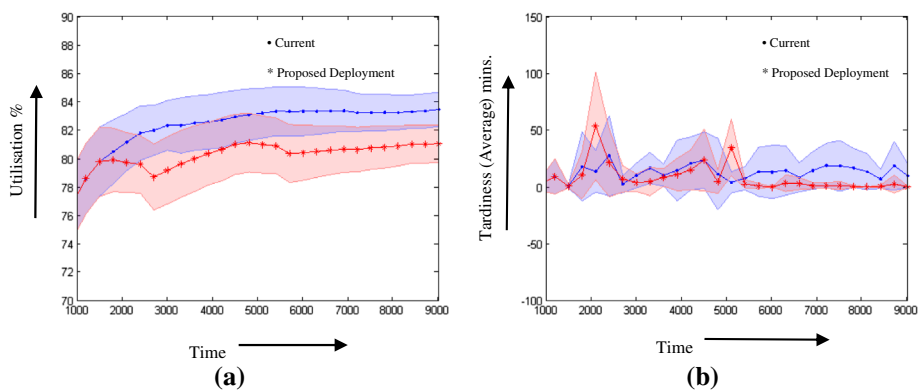 90
88
86
84
82
80
78
76
74
72
70
Utilisation %
• Current
* Proposed Deployment
1000 2000 3000 4000 5000 6000 7000 8000 9000
Time
(a)
150
100
50
0
-50
-100
Tardiness (Average) mins.
• Current
* Proposed Deployment
1000 2000 3000 4000 5000 6000 7000 8000 9000
Time
(b)